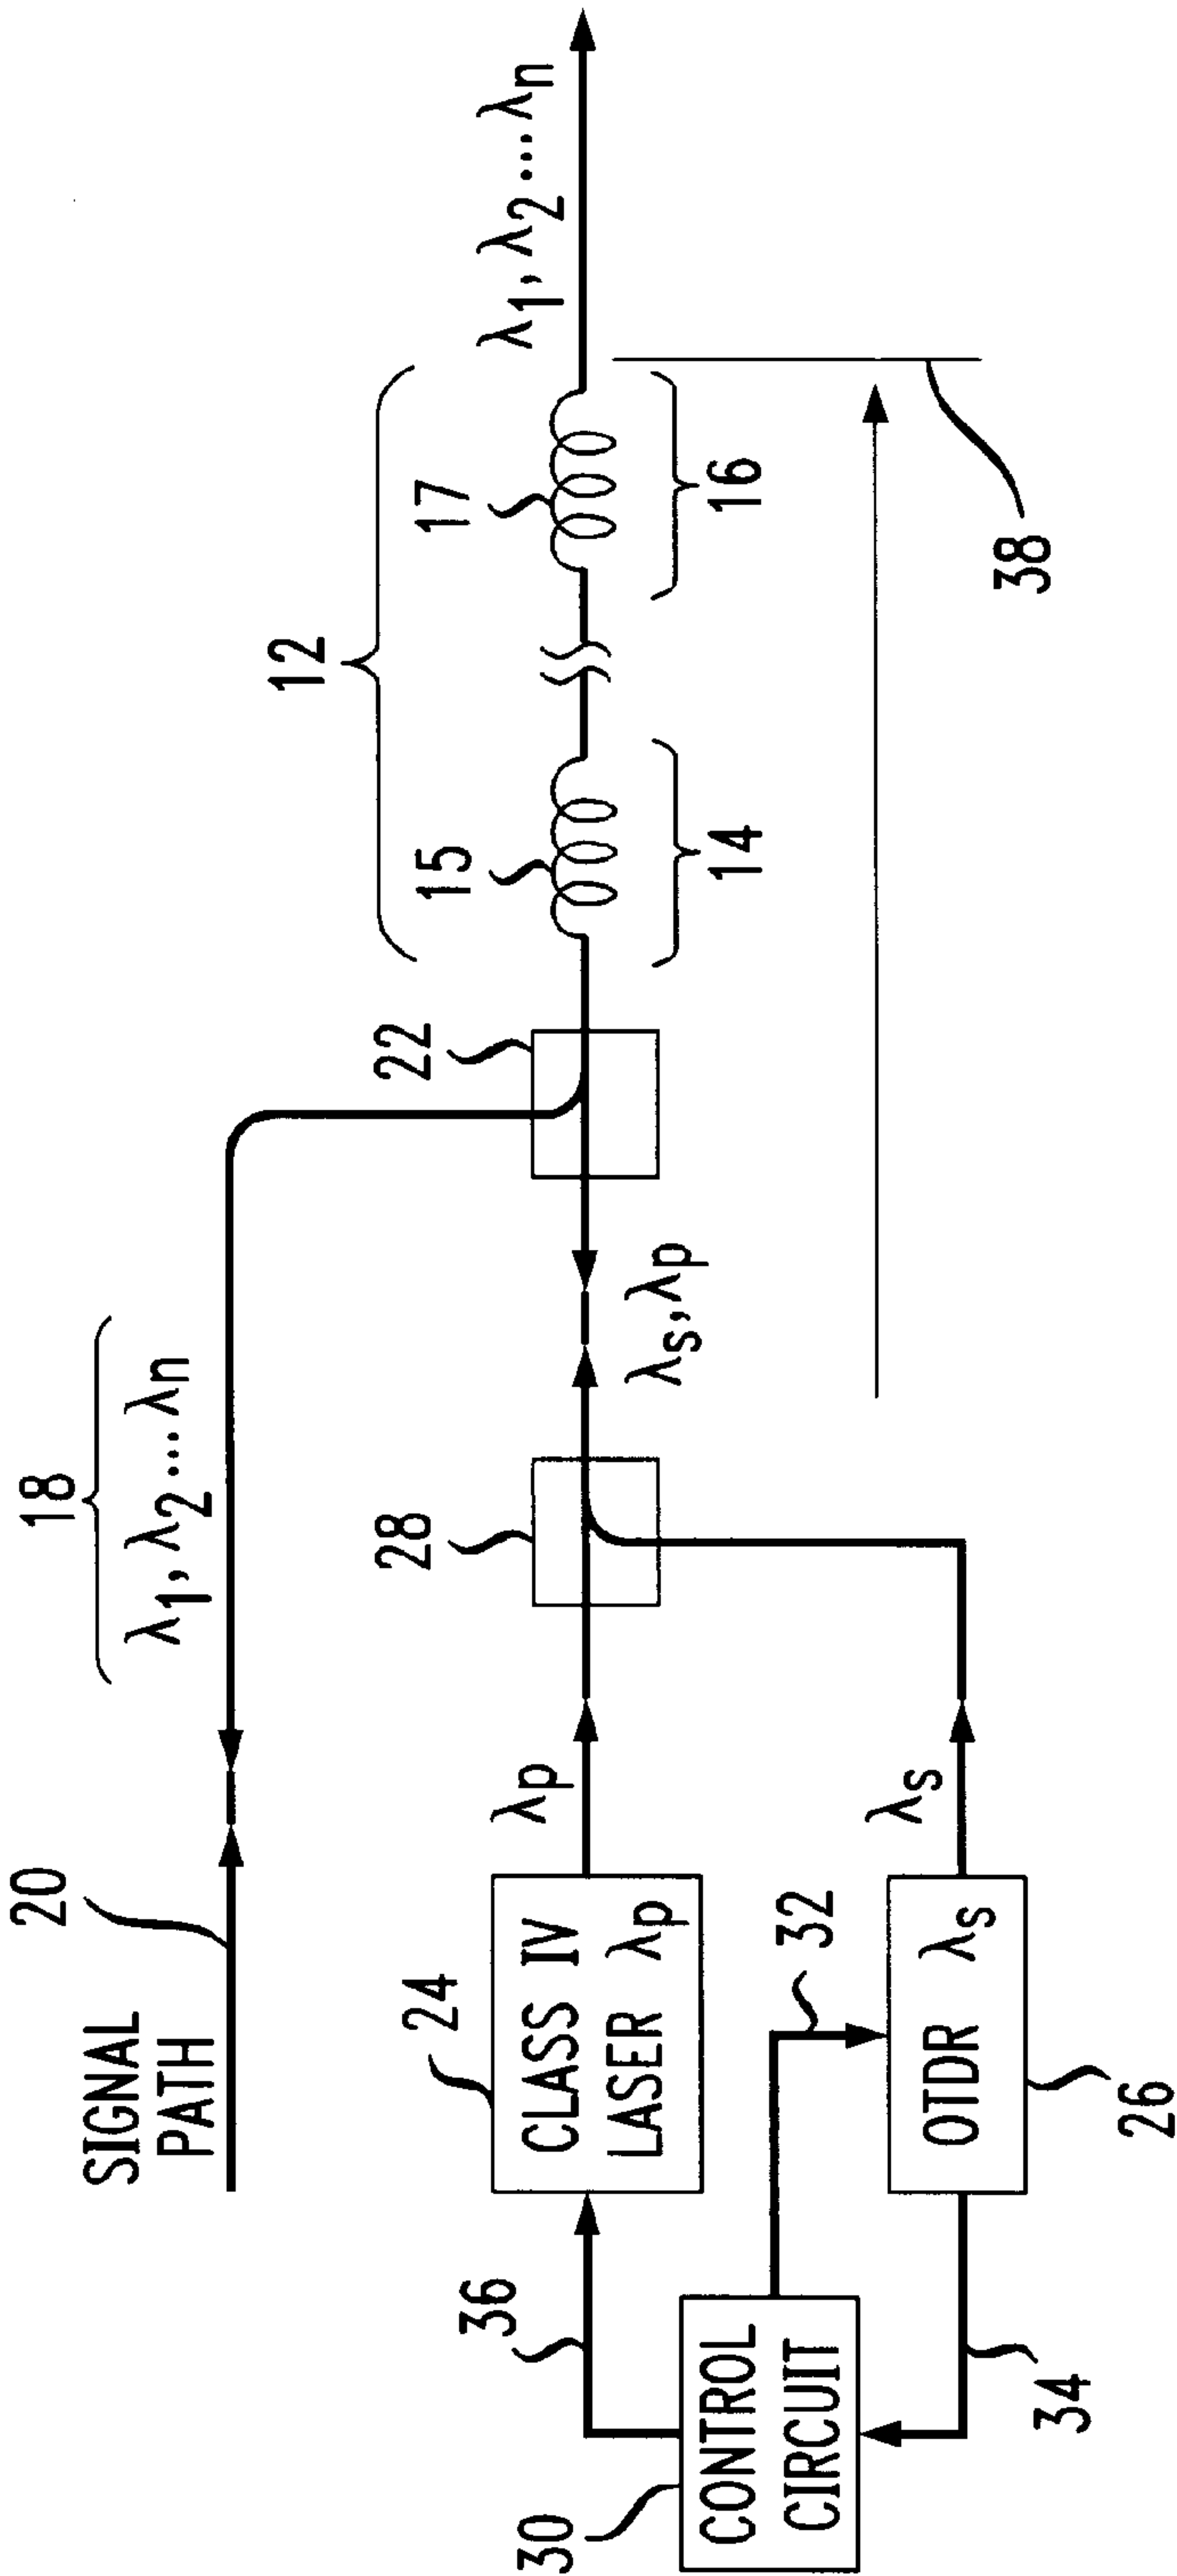 18
λ1, λ2 ... λn
20
SIGNAL
PATH
12
λ1, λ2 ... λn
22
15
17
14
16
28
λs, λp
38
24
CLASS IV
LASER λp
λp
36
30
CONTROL
CIRCUIT
32
34
OTDR λs
λs
26